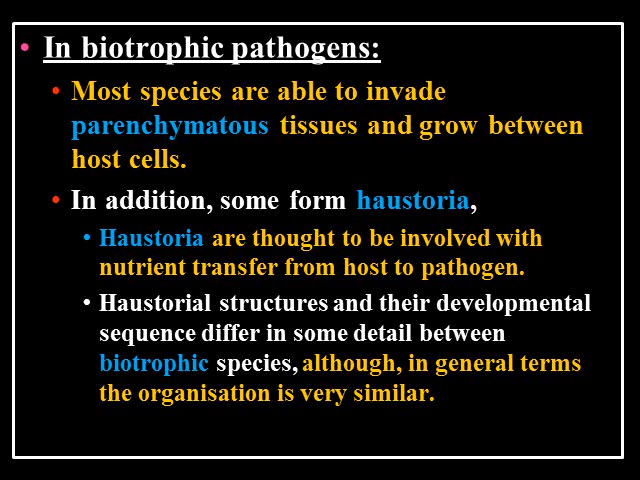 • In biotrophic pathogens:
• Most species are able to invade
parenchymatous tissues and grow between
host cells.
• In addition, some form haustoria,
• Haustoria are thought to be involved with
nutrient transfer from host to pathogen.
• Haustorial structures and their developmental
sequence differ in some detail between
biotrophic species, although, in general terms
the organisation is very similar.